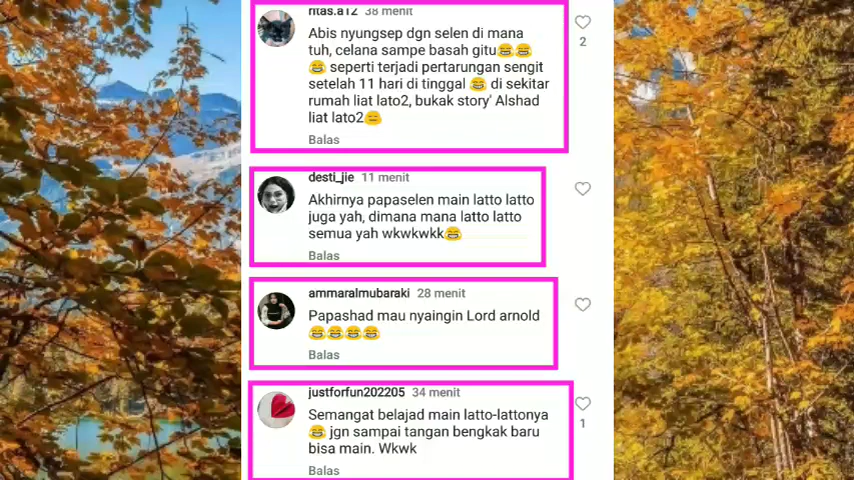 ritas.a12 38 menit
Abis nyungsep dgn selen di mana
tuh, celana sampe basah gitu😂😂
😂 seperti terjadi pertarungan sengit
setelah 11 hari di tinggal 😂 di sekitar
rumah liat lato2, bukak story' Alshad
liat lato2😑
2
Balas
desti_jie 11 menit
Akhirnya papaselen main latto latto
juga yah, dimana mana latto latto
semua yah wkwkwkk😂
Balas
ammaralmubaraki 28 menit
Papashad mau nyaingin Lord arnold
😂😂😂😂
Balas
justforfun202205 34 menit
Semangat belajad main latto-lattonya
😂 jgn sampai tangan bengkak baru
bisa main. Wkwk
1
Balas